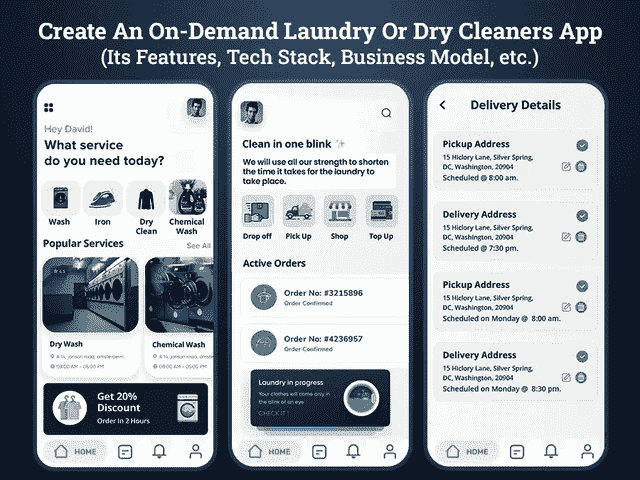 Create An On-Demand Laundry Or Dry Cleaners App
(Its Features, Tech Stack, Business Model, etc.)
Hey David!
What service
do you need today?
Wash
Iron
Dry
Clean
Chemical
Wash
Popular Services
See All
4.5
Dry Wash
A 14, jonson road, amsterdam
09:00 AM - 05:00 PM
Chemical Wash
A 14, jonson road,
09:00 AM - 05:00 PM
Get 20%
Discount
Order In 2 Hours
HOME
Clean in one blink
We will use all our strength to shorten
the time it takes for the laundry to
take place.
Drop off
Pick Up
Shop
Top Up
Active Orders
Order No: #3215896
Order Confirmed
Order No: #4236957
Order Confirmed
Laundry in progress
Your clothes will come only in
the blink of an eye
CHECK IT!
HOME
Delivery Details
Pickup Address
15 Hiclory Lane, Silver Spring,
DC, Washington, 20904
Scheduled @ 8:00 am.
Delivery Address
15 Hiclory Lane, Silver Spring,
DC, Washington, 20904
Scheduled @ 7:30 pm.
Pickup Address
15 Hiclory Lane, Silver Spring,
DC, Washington, 20904
Scheduled on Monday @ 8:00 am.
Delivery Address
15 Hiclory Lane, Silver Spring,
DC, Washington, 20904
Scheduled on Monday @ 8:30 pm.
HOME